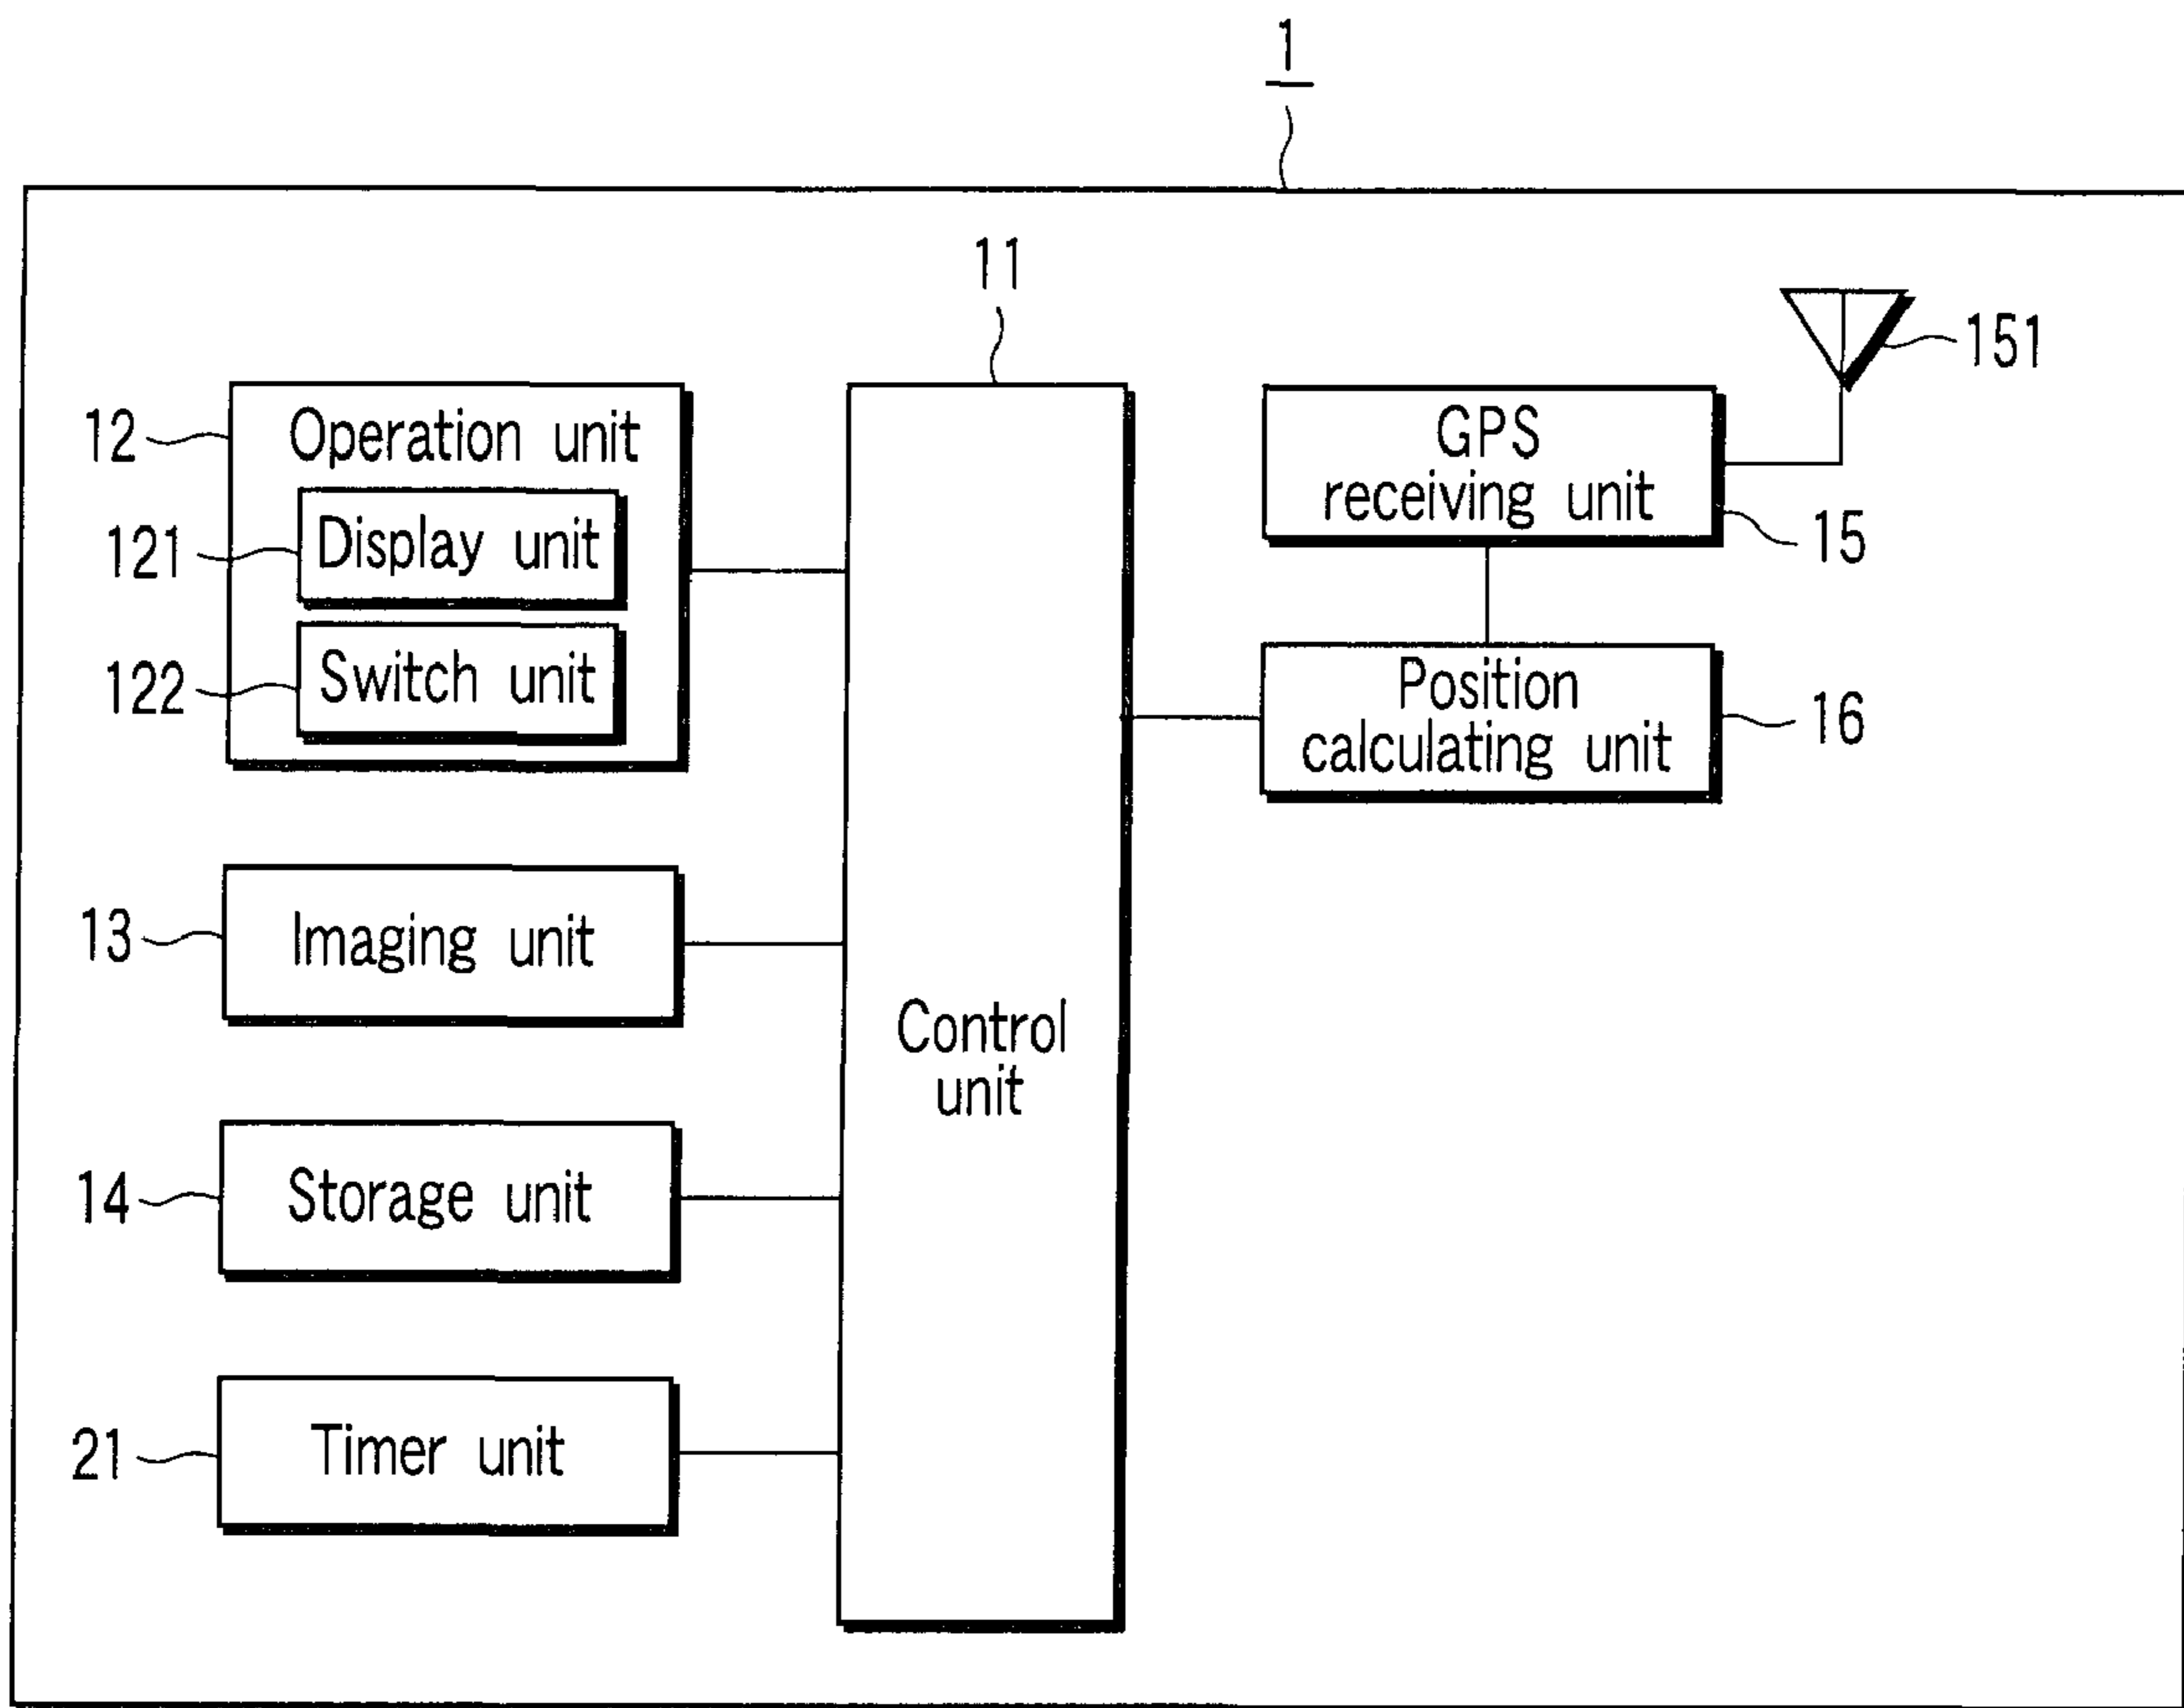 1
11
151
12
Operation unit
GPS
receiving unit
121
Display unit
15
122
Switch unit
Position
calculating unit
16
13
Imaging unit
Control
unit
14
Storage unit
21
Timer unit